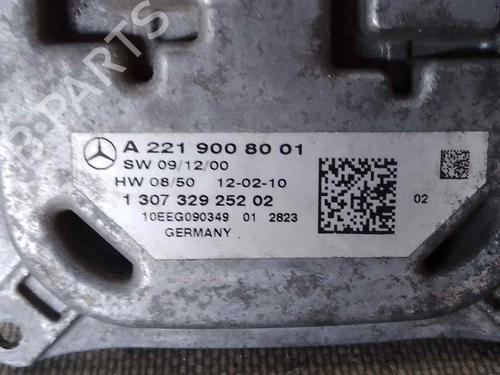 A 221 900 80 01
SW 09/12/00
HW 08/50 12-02-10
1 307 329 252 02
10EEG090349 01 2823
GERMANY
02
B-PARTS